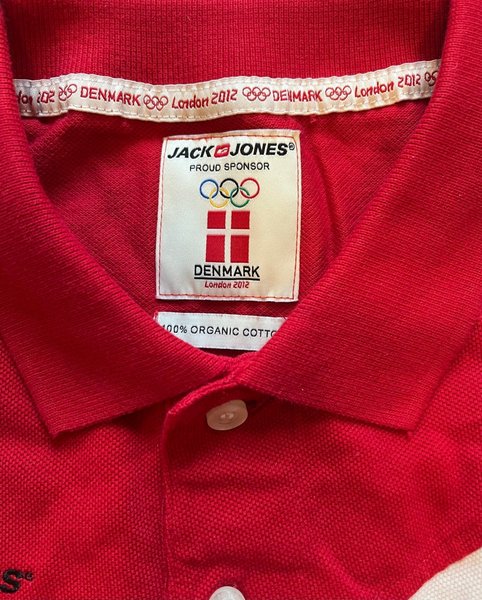 London 2012 DENMARK London 2012 DENMARK London 2012
JACK JONES®
PROUD SPONSOR
DENMARK
London 2012
100% ORGANIC COTTO
S®